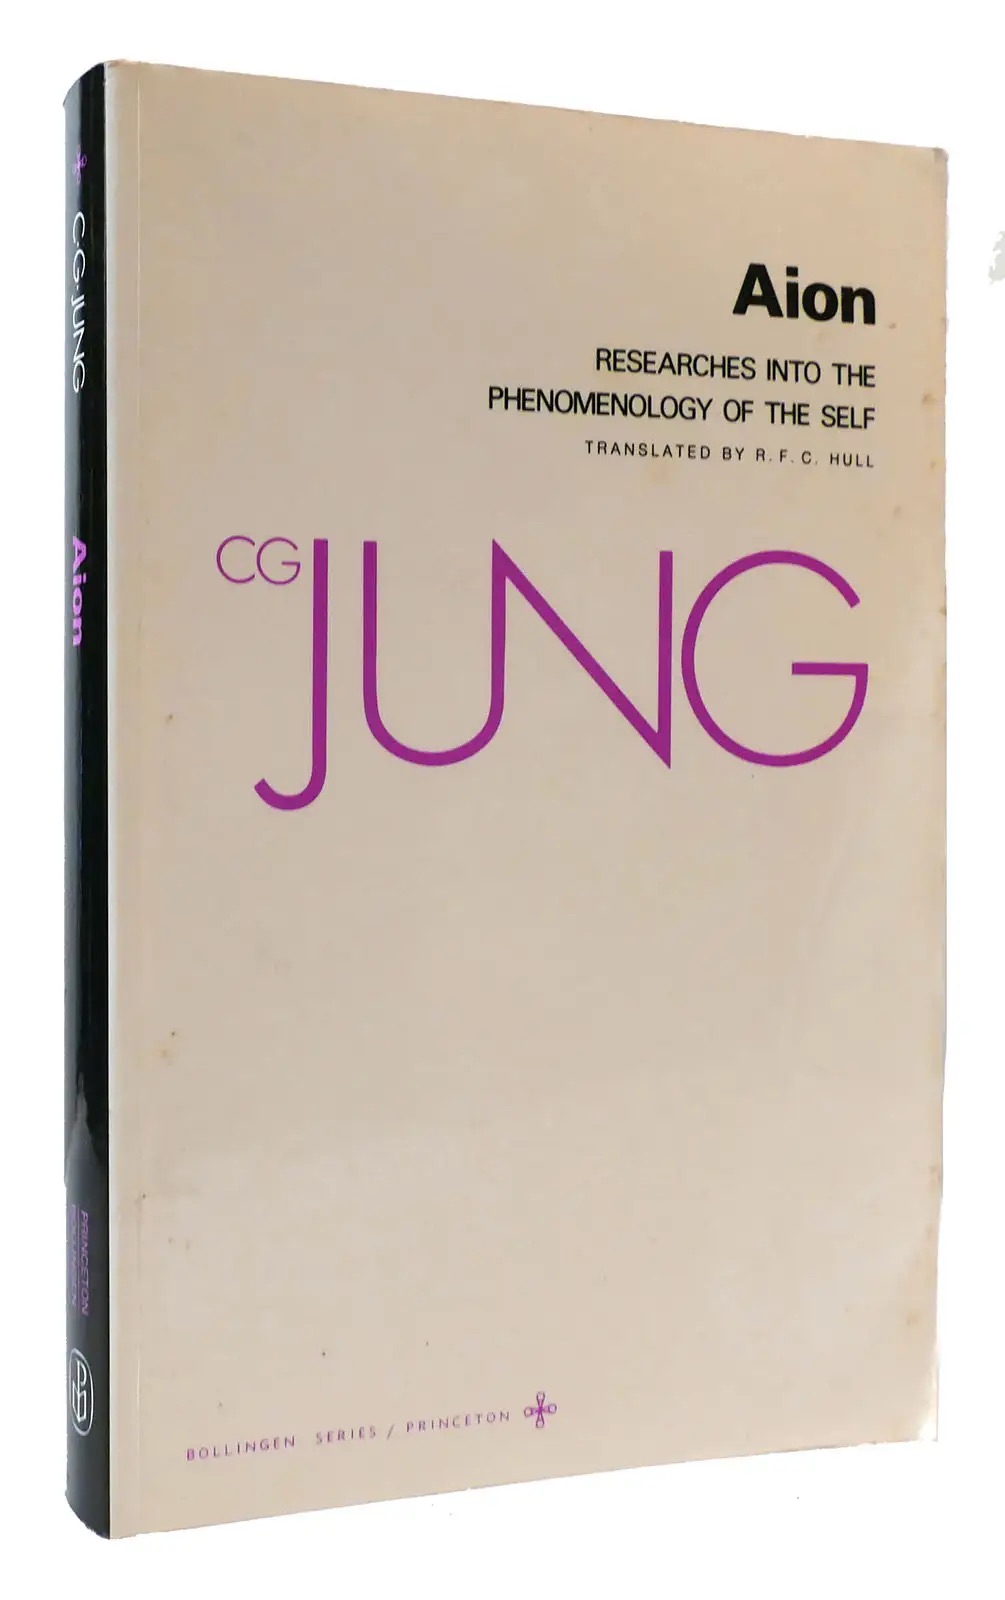 Aion
RESEARCHES INTO THE
PHENOMENOLOGY OF THE SELF
TRANSLATED BY R. F. C. HULL
CG
JUNG
BOLLINGEN SERIES / PRINCETON
C·G·JUNG
Aion
PRINCETON
BOLLINGEN